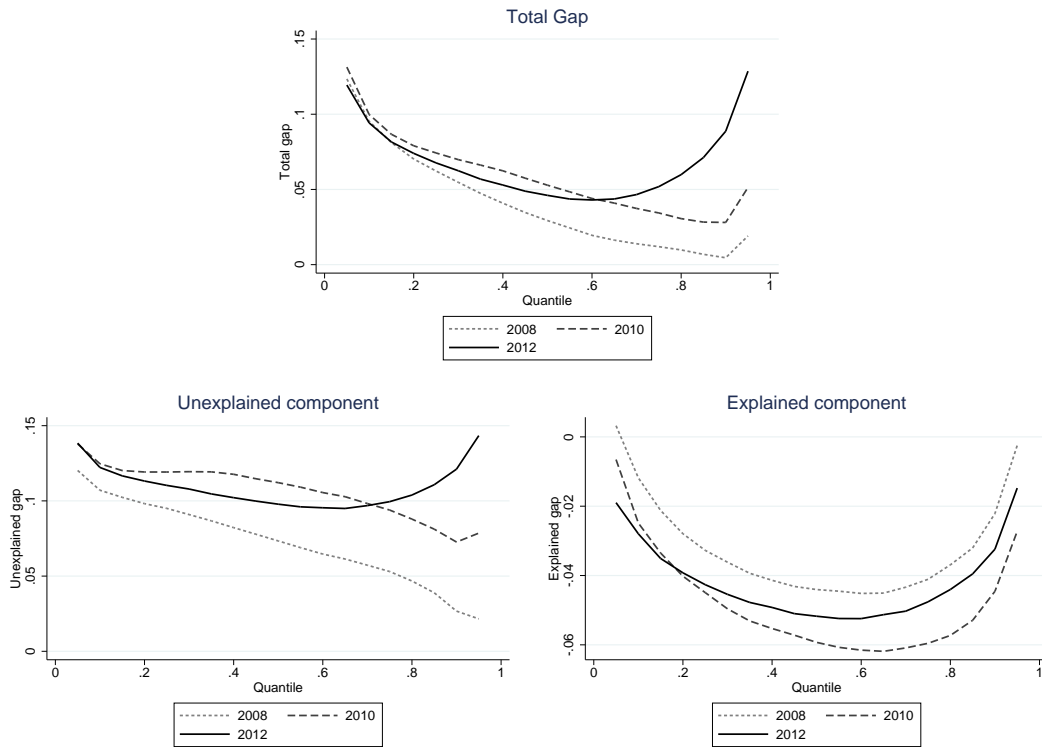 Total Gap
.15
.1
.05
0
Total gap
0 .2 .4 .6 .8 1
Quantile
2008 2010
2012
Unexplained component
.15
.1
.05
0
Unexplained gap
0 .2 .4 .6 .8 1
Quantile
2008 2010
2012
Explained component
0
-.02
-.04
-.06
Explained gap
0 .2 .4 .6 .8 1
Quantile
2008 2010
2012